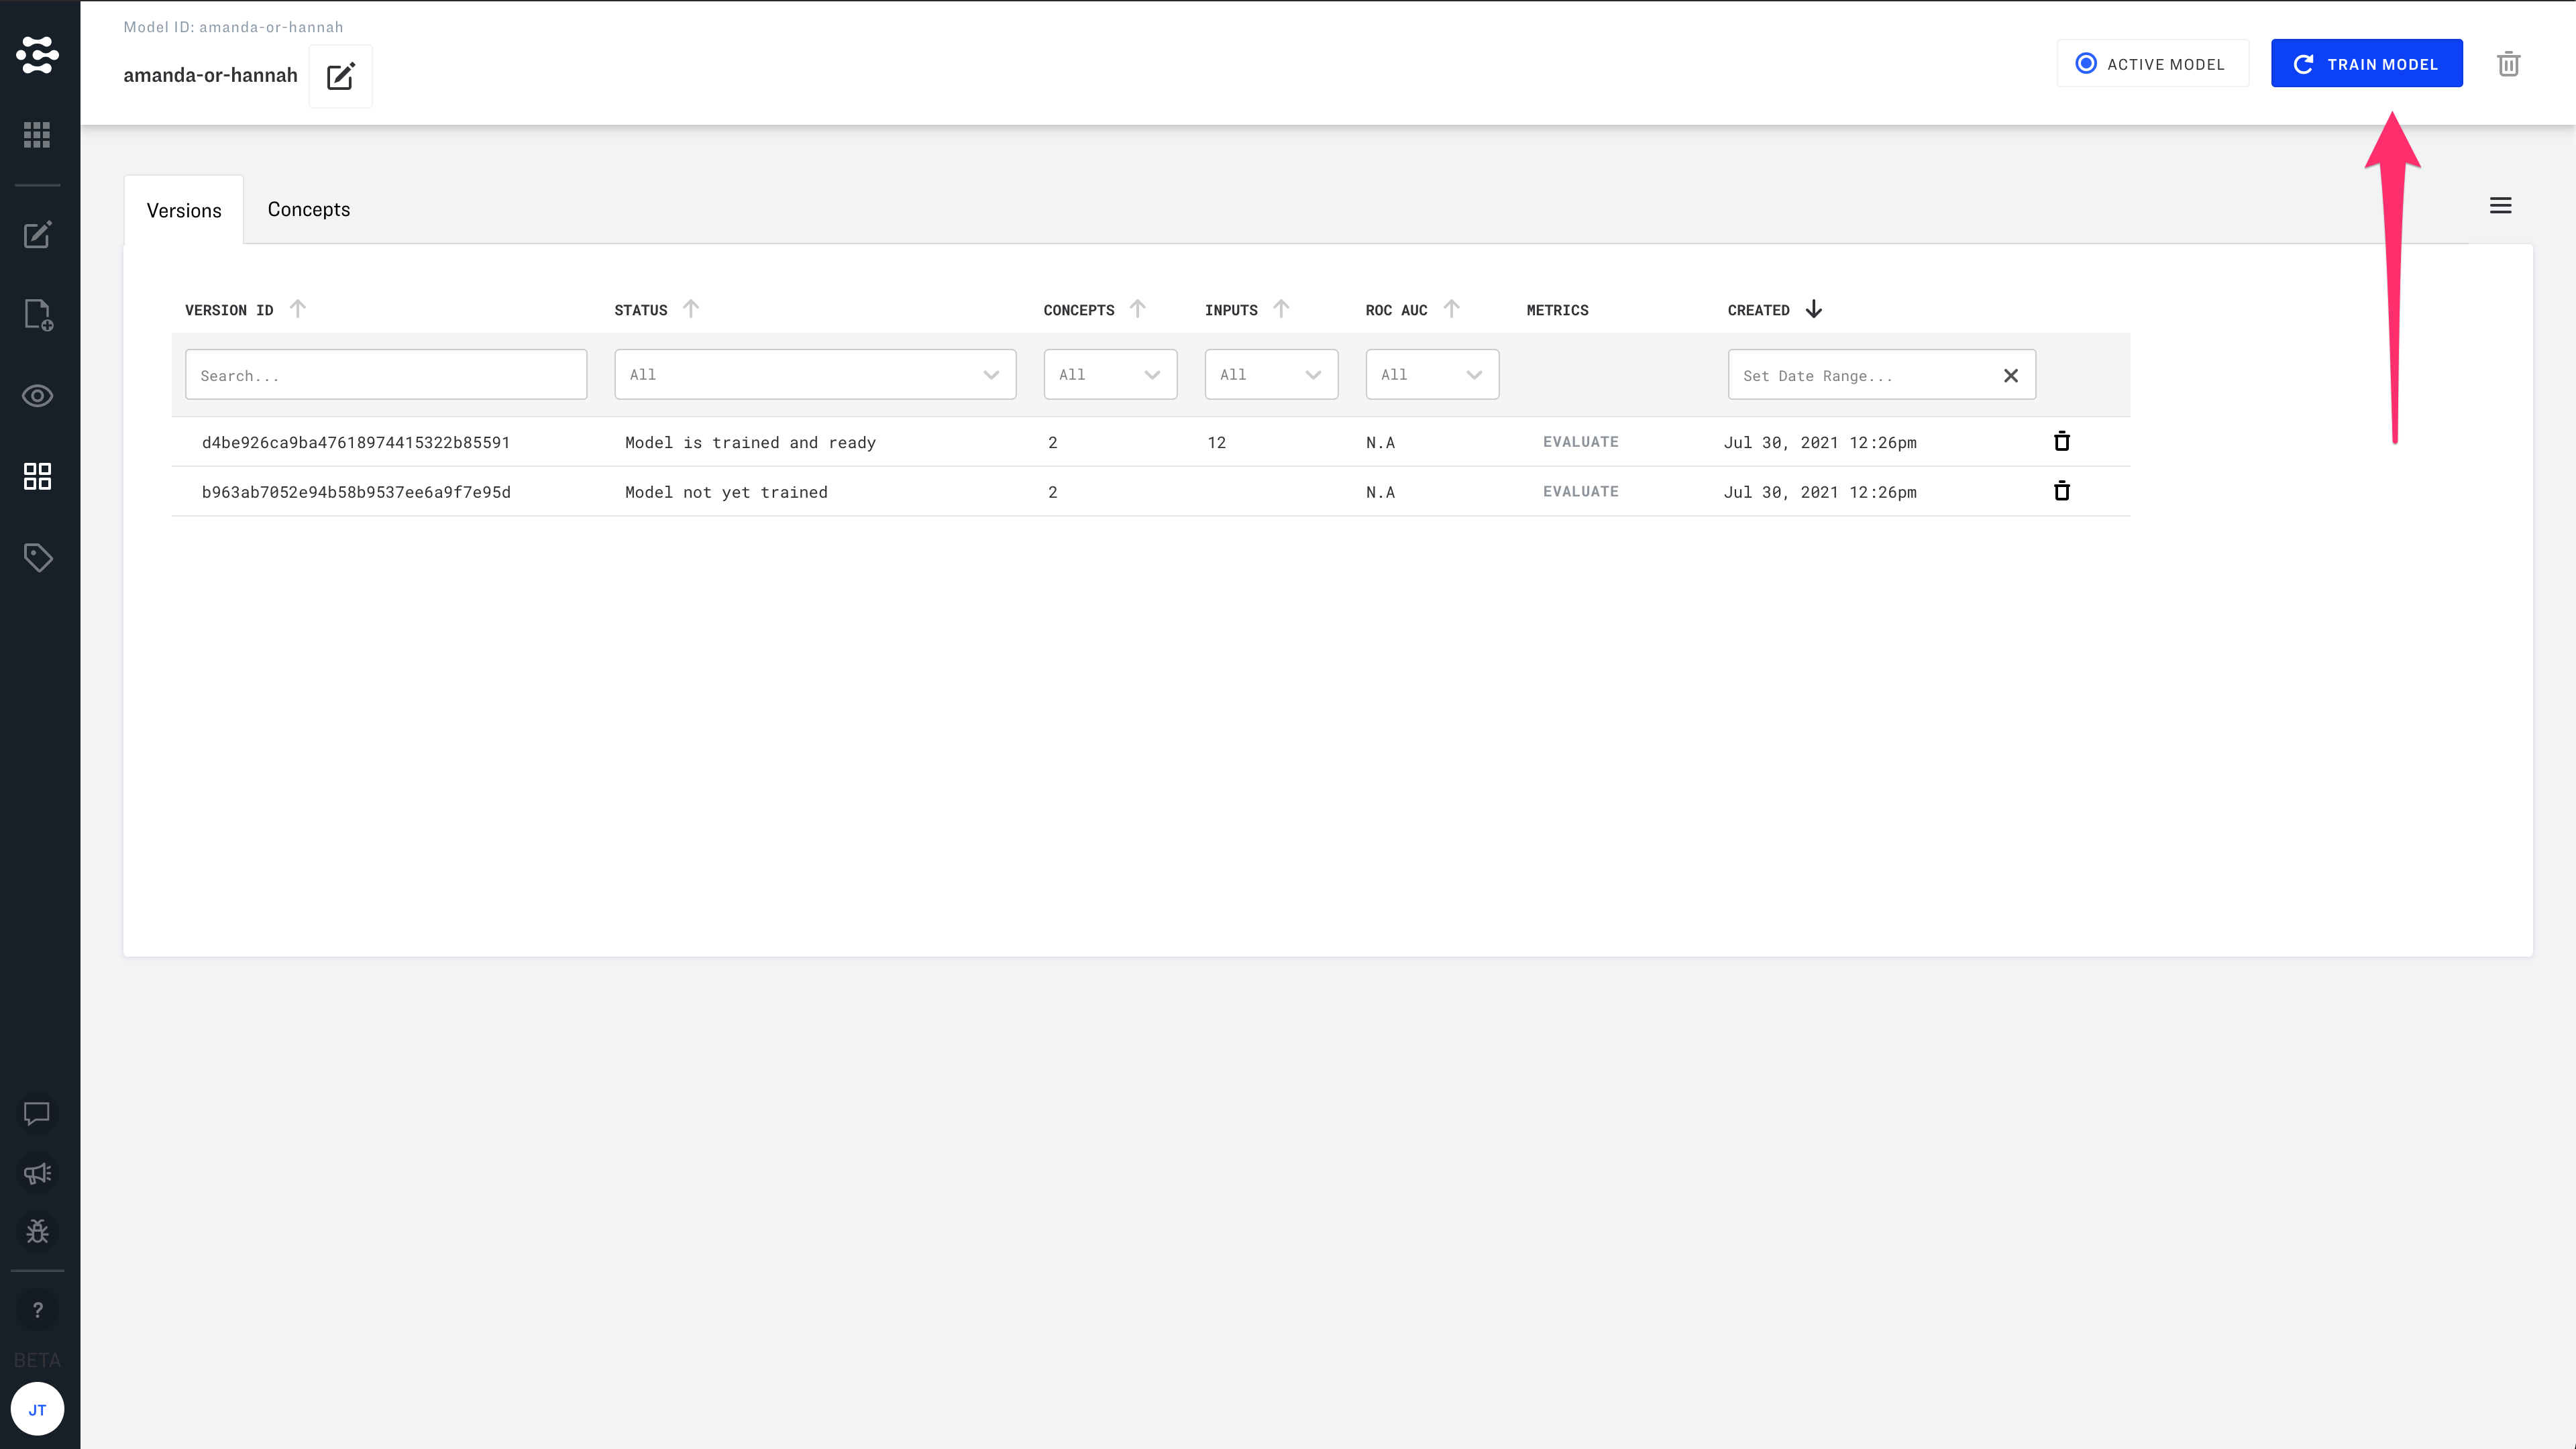 Model ID: amanda-or-hannah
amanda-or-hannah
ACTIVE MODEL
TRAIN MODEL
Versions
Concepts
VERSION ID STATUS CONCEPTS INPUTS ROC AUC METRICS CREATED
Search... All All All All Set Date Range...
d4be926ca9ba47618974415322b85591 Model is trained and ready 2 12 N.A EVALUATE Jul 30, 2021 12:26pm
b963ab7052e94b58b9537ee6a9f7e95d Model not yet trained 2 N.A EVALUATE Jul 30, 2021 12:26pm
?
BETA
JT